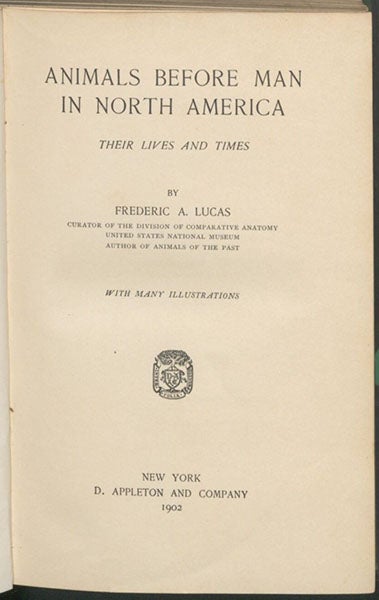 ANIMALS BEFORE MAN
IN NORTH AMERICA
THEIR LIVES AND TIMES
BY
FREDERIC A. LUCAS
CURATOR OF THE DIVISION OF COMPARATIVE ANATOMY
UNITED STATES NATIONAL MUSEUM
AUTHOR OF ANIMALS OF THE PAST
WITH MANY ILLUSTRATIONS
NEW YORK
D. APPLETON AND COMPANY
1902